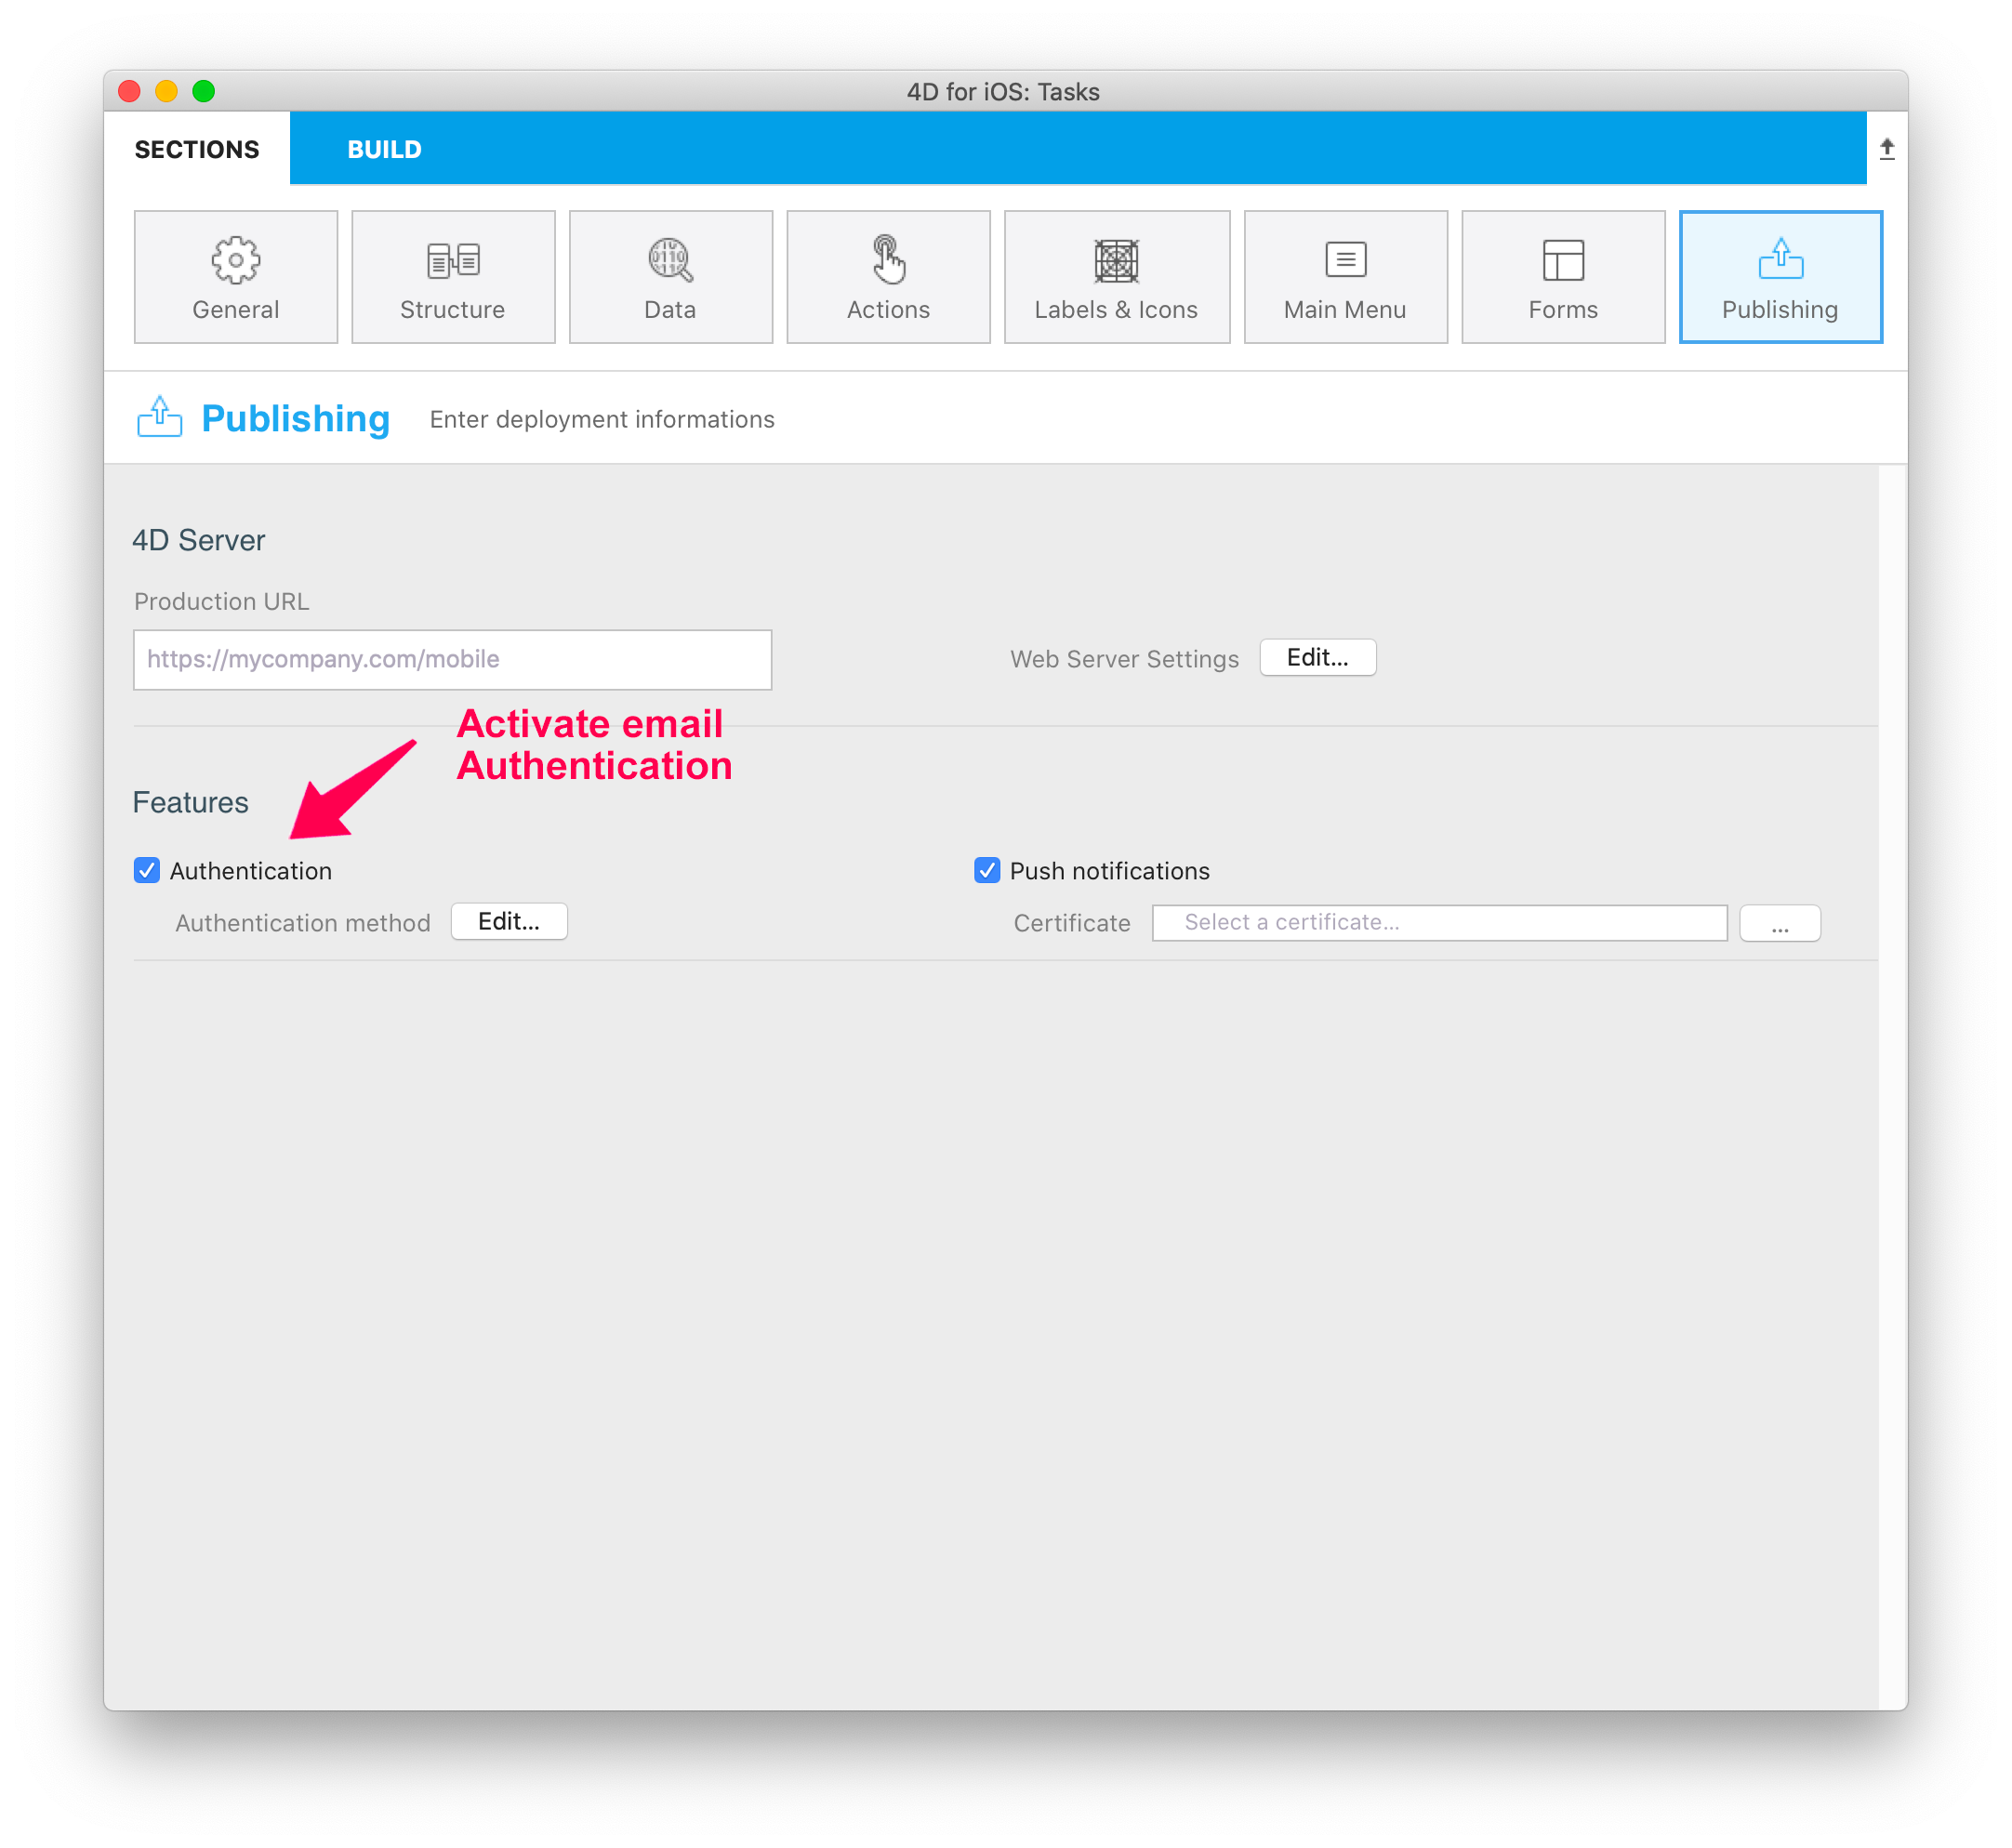 4D for iOS: Tasks
SECTIONS
BUILD
General
Structure
Data
Actions
Labels & Icons
Main Menu
Forms
Publishing
Publishing
Enter deployment informations
4D Server
Production URL
https://mycompany.com/mobile
Web Server Settings
Edit...
Activate email
Authentication
Features
Authentication
Push notifications
Authentication method
Edit...
Certificate
Select a certificate...
...